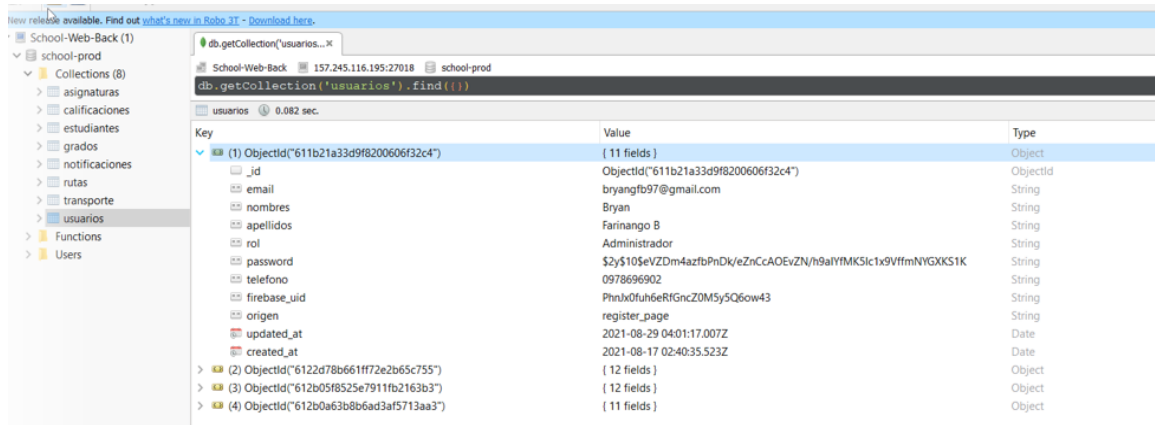 New release available. Find out what's new in Robo 3T - Download here.
School-Web-Back (1)
school-prod
Collections (8)
asignaturas
calificaciones
estudiantes
grados
notificaciones
rutas
transporte
usuarios
Functions
Users
db.getCollection('usuarios...
School-Web-Back 157.245.116.195:27018 school-prod
db.getCollection('usuarios').find({})
usuarios 0.082 sec.
Key Value Type
(1) ObjectId("611b21a33d9f8200606f32c4") { 11 fields } Object
_id ObjectId("611b21a33d9f8200606f32c4") ObjectId
email bryangfb97@gmail.com String
nombres Bryan String
apellidos Farinango B String
rol Administrador String
password $2y$10$eVZDm4azfbPnDk/eZnCcAOEvZN/h9alYfMK5lc1x9VffmNYGXKS1K String
telefono 0978696902 String
firebase_uid PhnJx0fuh6eRfGncZ0M5y5Q6ow43 String
origen register_page String
updated_at 2021-08-29 04:01:17.007Z Date
created_at 2021-08-17 02:40:35.523Z Date
(2) ObjectId("6122d78b661ff72e2b65c755") { 12 fields } Object
(3) ObjectId("612b05f8525e7911fb2163b3") { 12 fields } Object
(4) ObjectId("612b0a63b8b6ad3af5713aa3") { 11 fields } Object